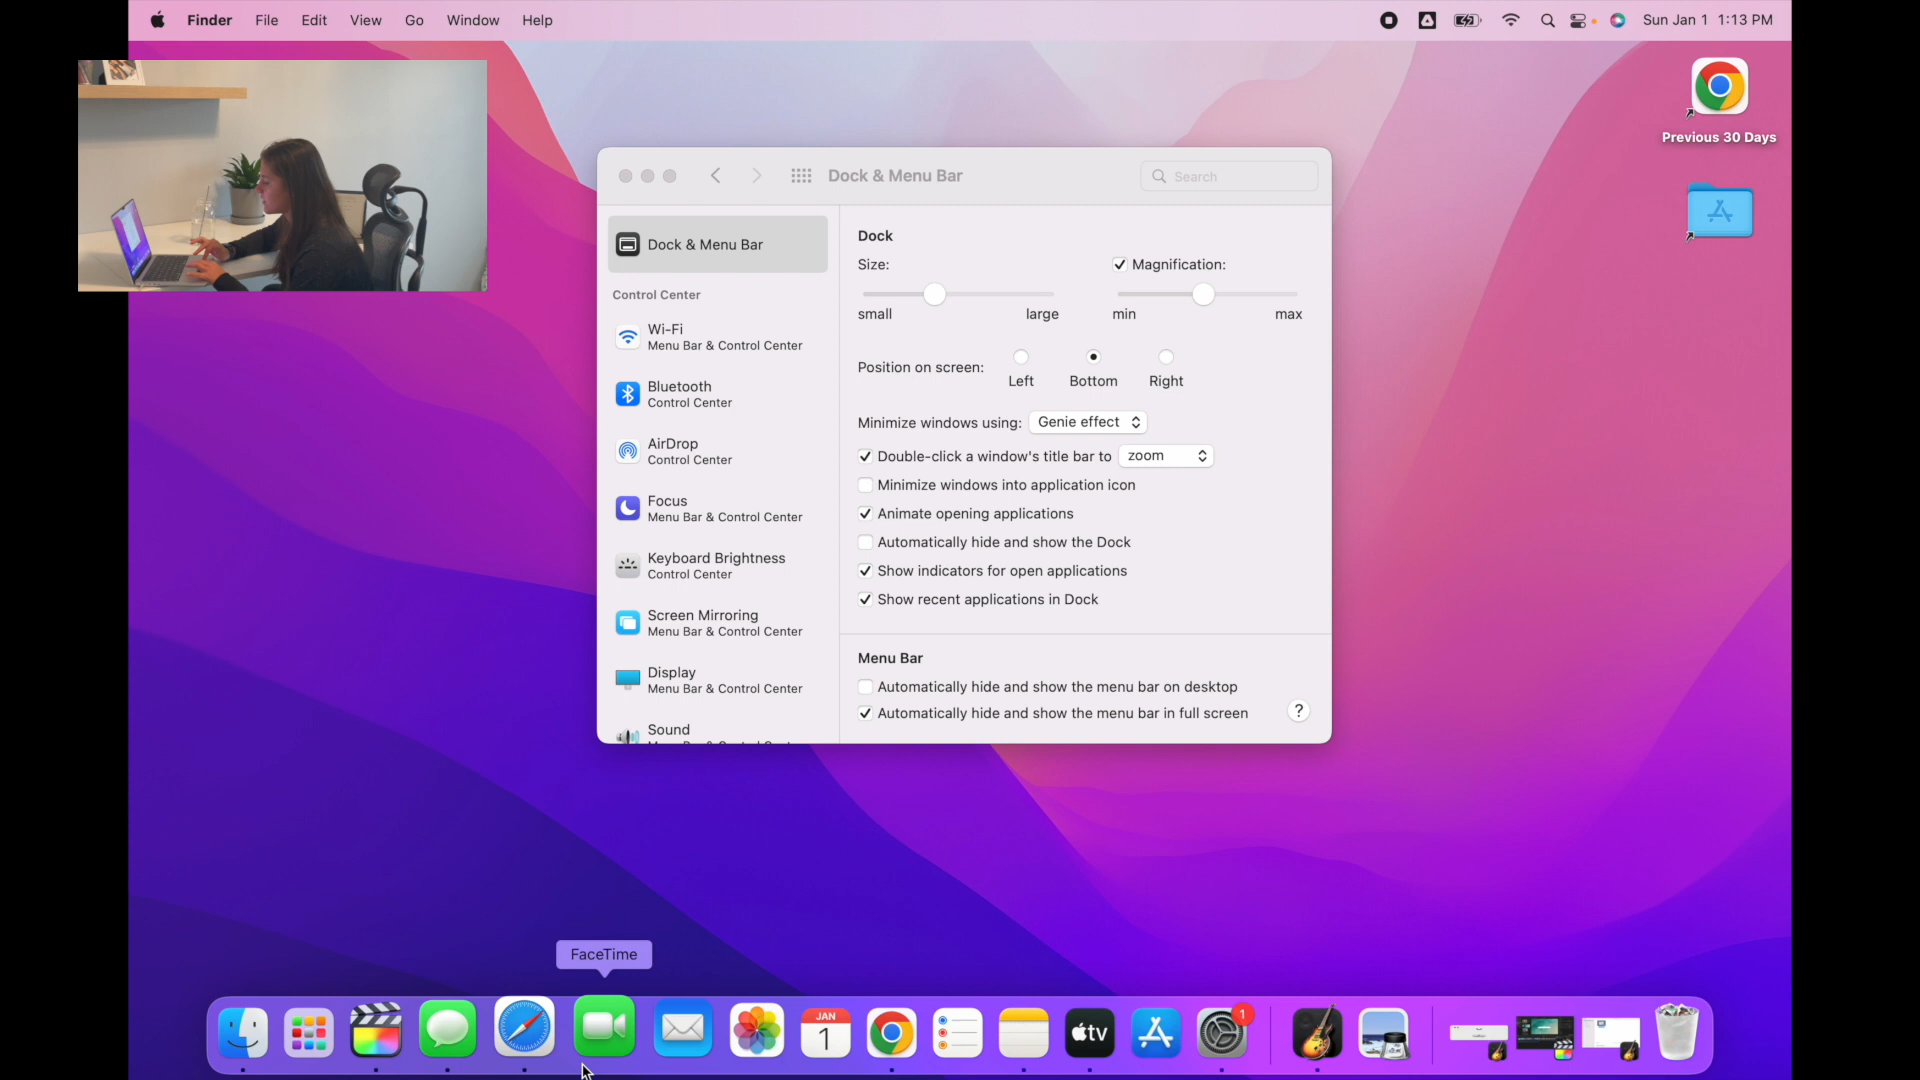 Finder File Edit View Go Window Help
Sun Jan 1 1:13 PM
Previous 30 Days
Dock & Menu Bar
Search
Dock & Menu Bar
Control Center
Wi-Fi
Menu Bar & Control Center
Bluetooth
Control Center
AirDrop
Control Center
Focus
Menu Bar & Control Center
Keyboard Brightness
Control Center
Screen Mirroring
Menu Bar & Control Center
Display
Menu Bar & Control Center
Sound
Dock
Size:
Magnification:
small
large
min
max
Position on screen:
Left
Bottom
Right
Minimize windows using: Genie effect
Double-click a window's title bar to zoom
Minimize windows into application icon
Animate opening applications
Automatically hide and show the Dock
Show indicators for open applications
Show recent applications in Dock
Menu Bar
Automatically hide and show the menu bar on desktop
Automatically hide and show the menu bar in full screen
?
FaceTime
JAN
1
tv
1